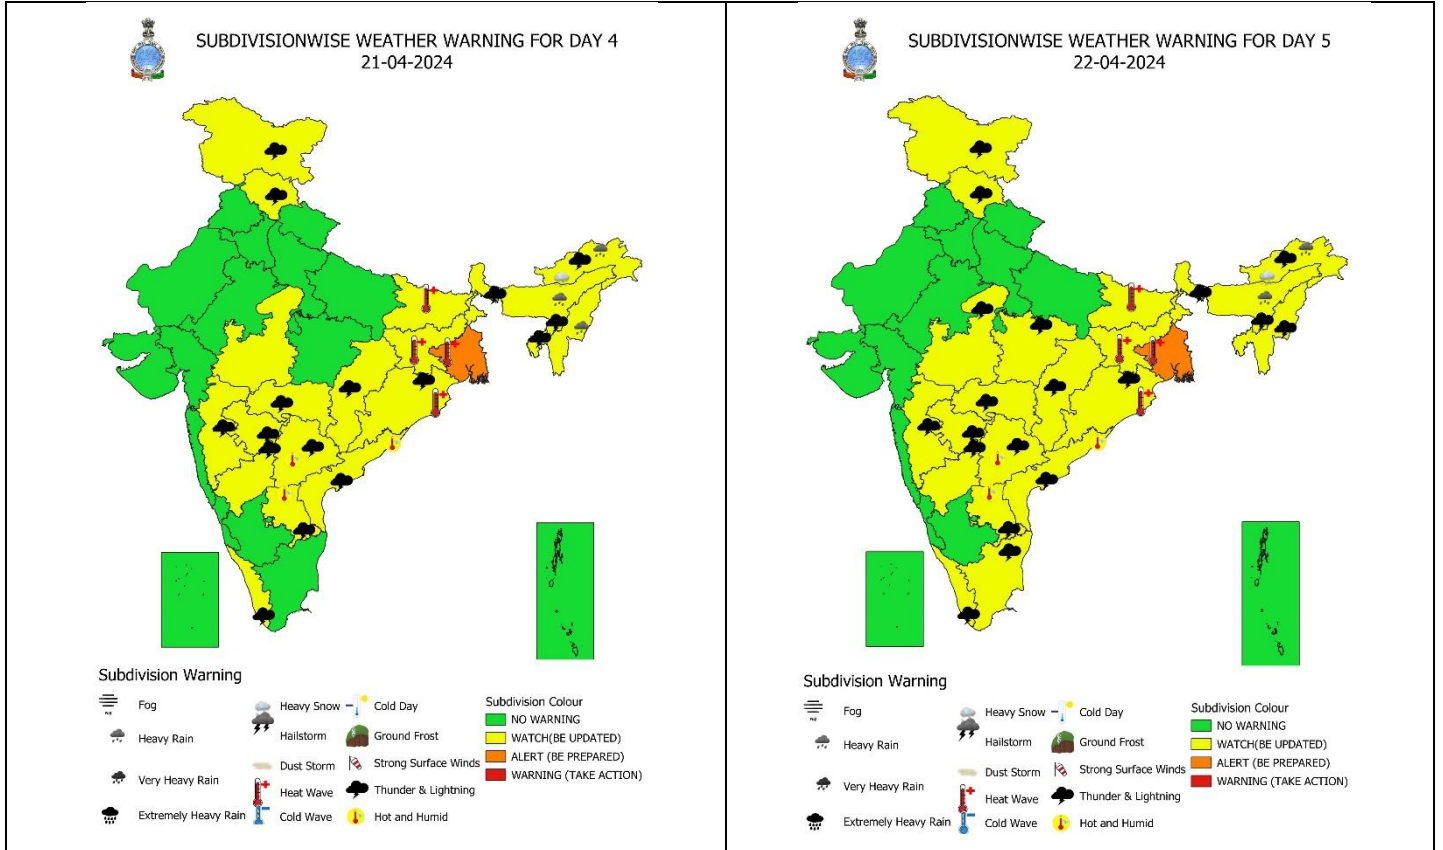 SUBDIVISIONWISE WEATHER WARNING FOR DAY 4
21-04-2024
Subdivision Warning
Fog
Heavy Rain
Very Heavy Rain
Extremely Heavy Rain
Heavy Snow
Hailstorm
Dust Storm
Heat Wave
Cold Wave
Cold Day
Ground Frost
Strong Surface Winds
Thunder & Lightning
Hot and Humid
Subdivision Colour
NO WARNING
WATCH(BE UPDATED)
ALERT (BE PREPARED)
WARNING (TAKE ACTION)
SUBDIVISIONWISE WEATHER WARNING FOR DAY 5
22-04-2024
Subdivision Warning
Fog
Heavy Rain
Very Heavy Rain
Extremely Heavy Rain
Heavy Snow
Hailstorm
Dust Storm
Heat Wave
Cold Wave
Cold Day
Ground Frost
Strong Surface Winds
Thunder & Lightning
Hot and Humid
Subdivision Colour
NO WARNING
WATCH(BE UPDATED)
ALERT (BE PREPARED)
WARNING (TAKE ACTION)